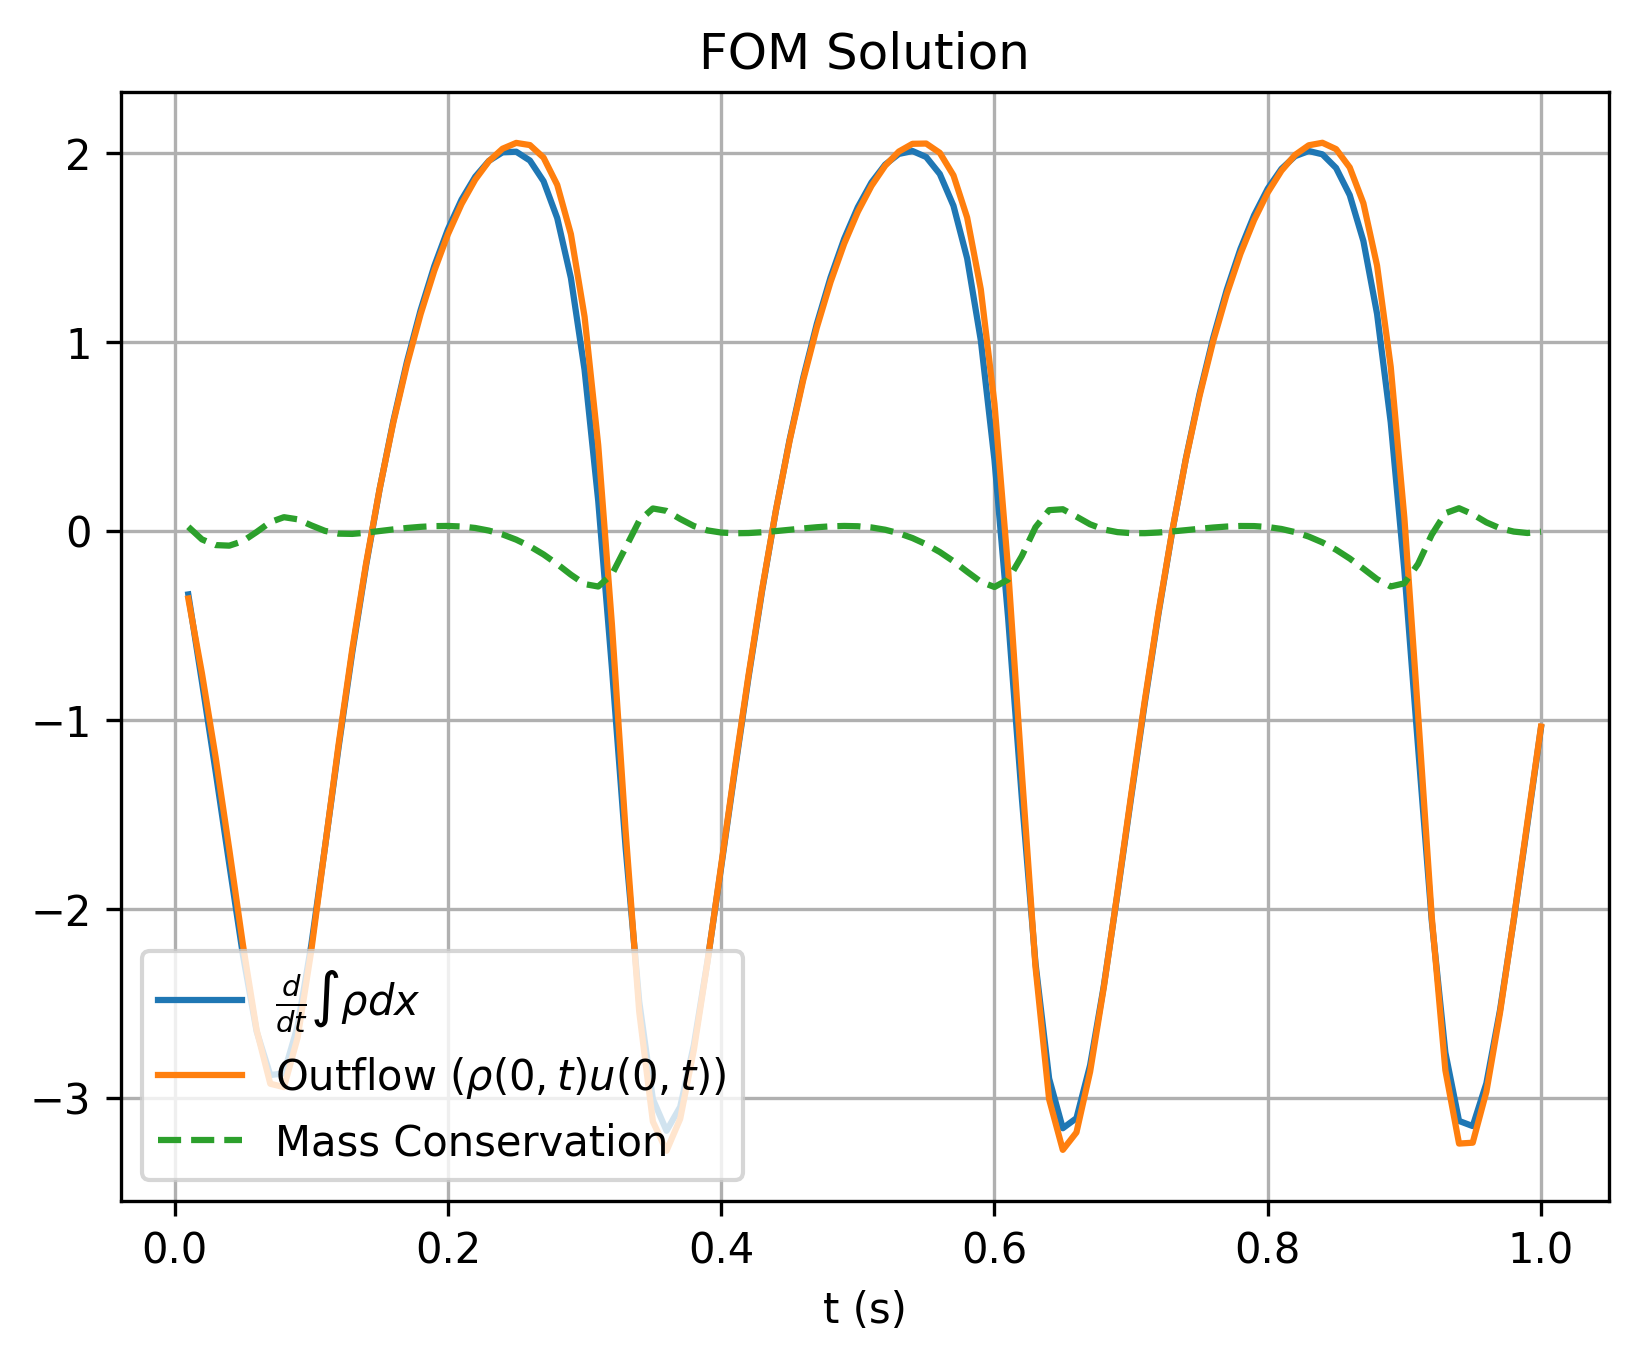 FOM Solution
2
1
0
−1
−2
−3
d/dt ∫ρdx
Outflow (ρ(0, t)u(0, t))
Mass Conservation
0.0 0.2 0.4 0.6 0.8 1.0
t (s)